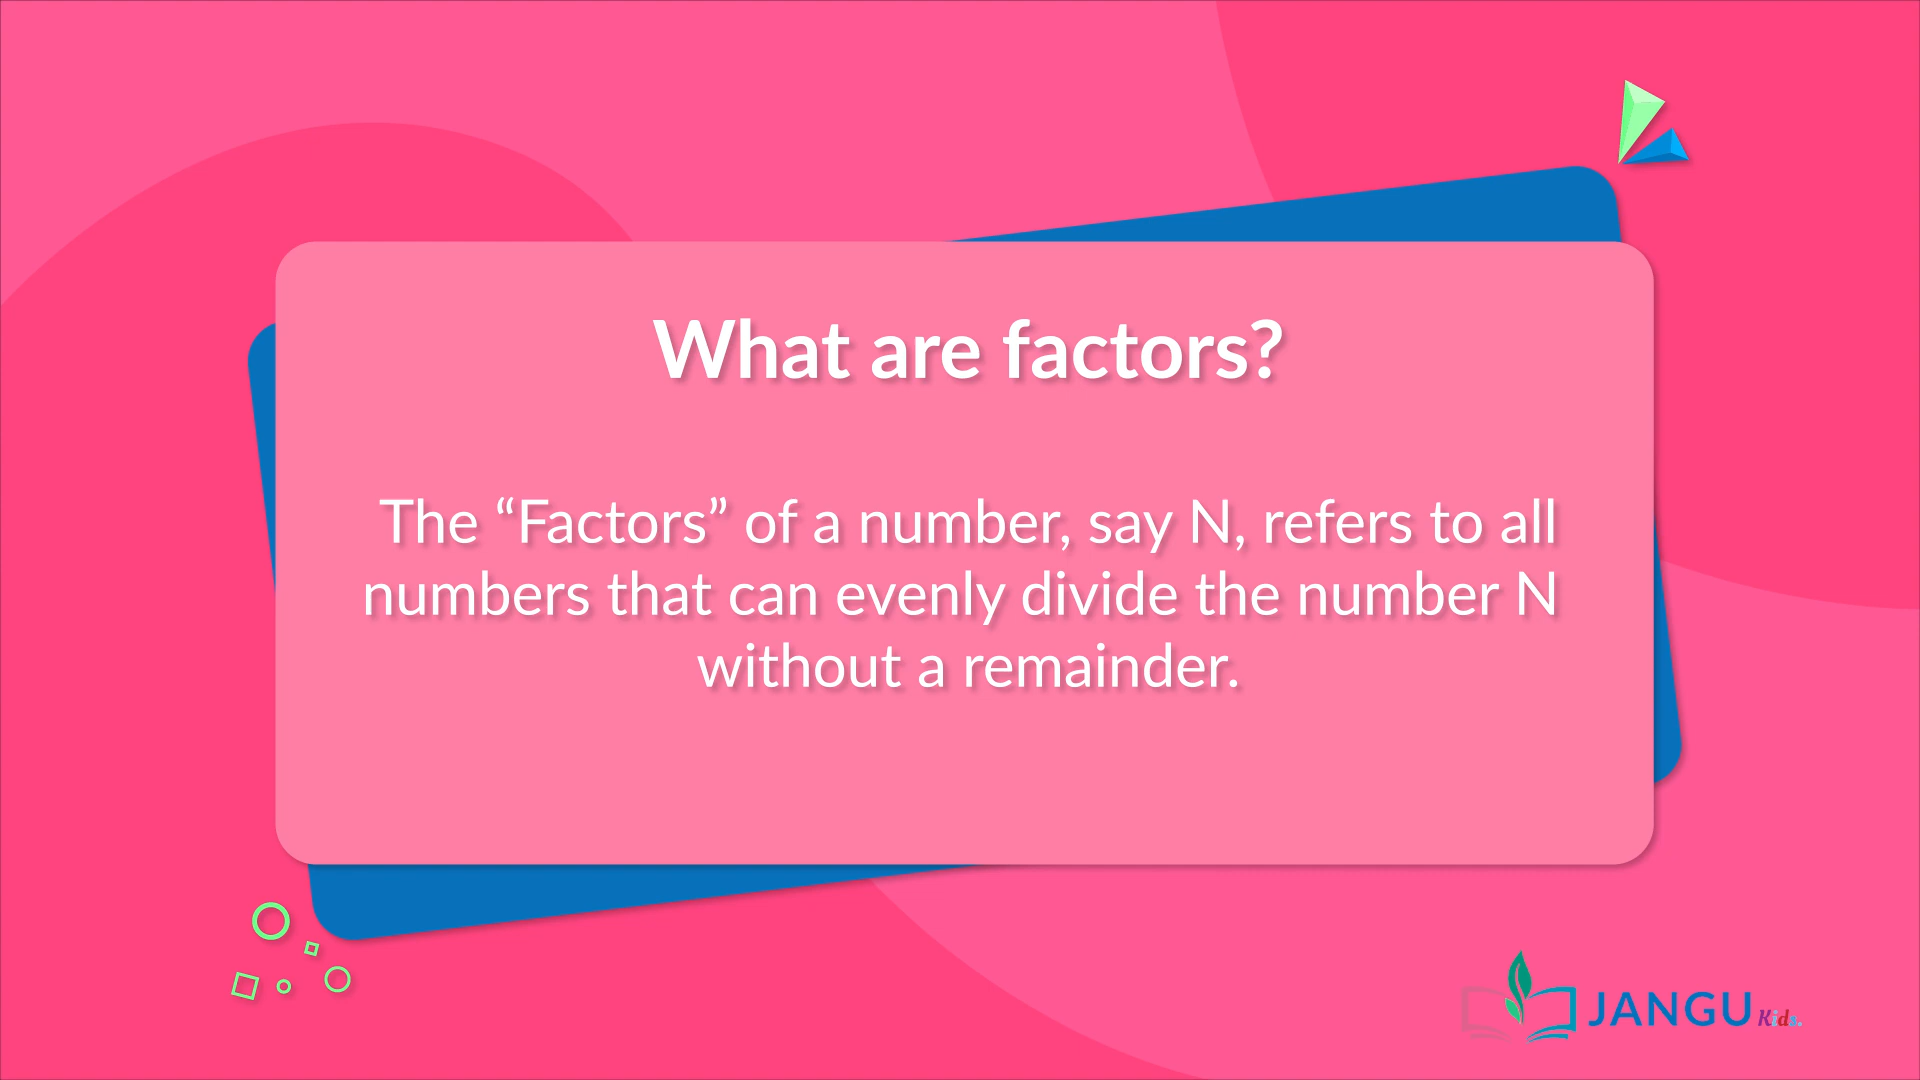 What are factors?
The “Factors” of a number, say N, refers to all
numbers that can evenly divide the number N
without a remainder.
JANGU Kids.